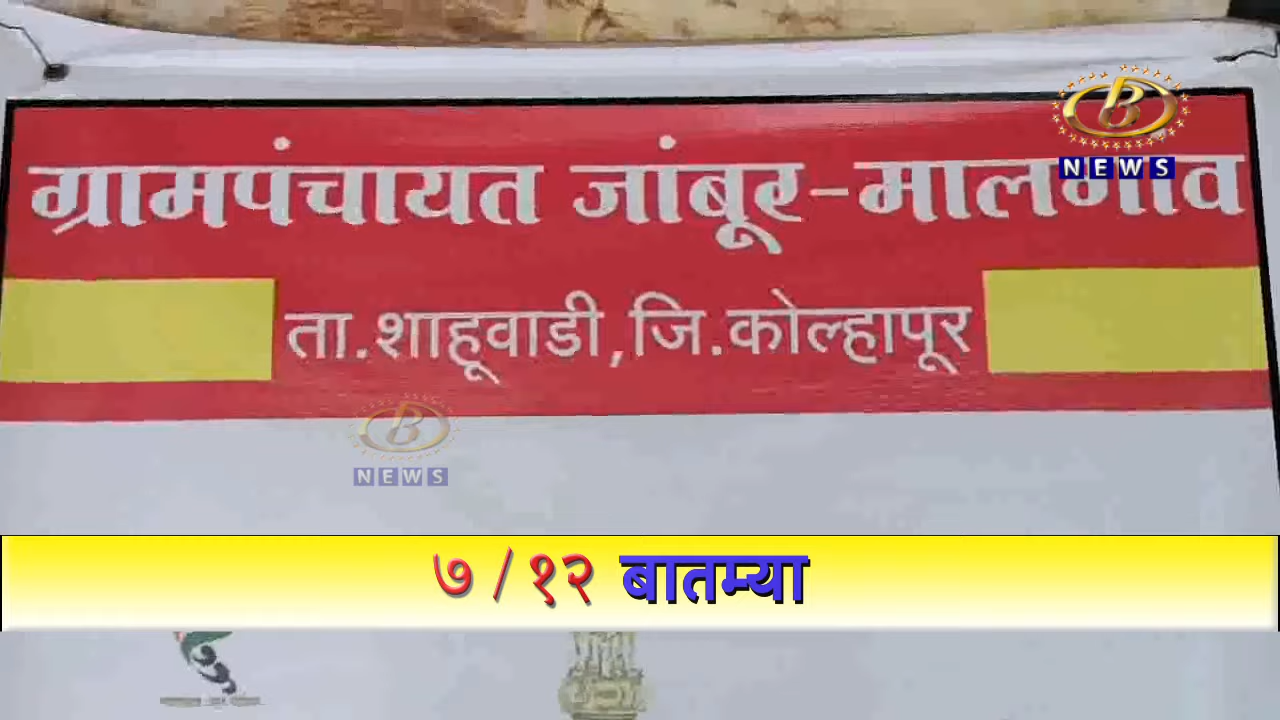 B
NEWS
ग्रामपंचायत जांबूर-मालगाव
ता.शाहूवाडी,जि.कोल्हापूर
B
NEWS
७ / १२ बातम्या